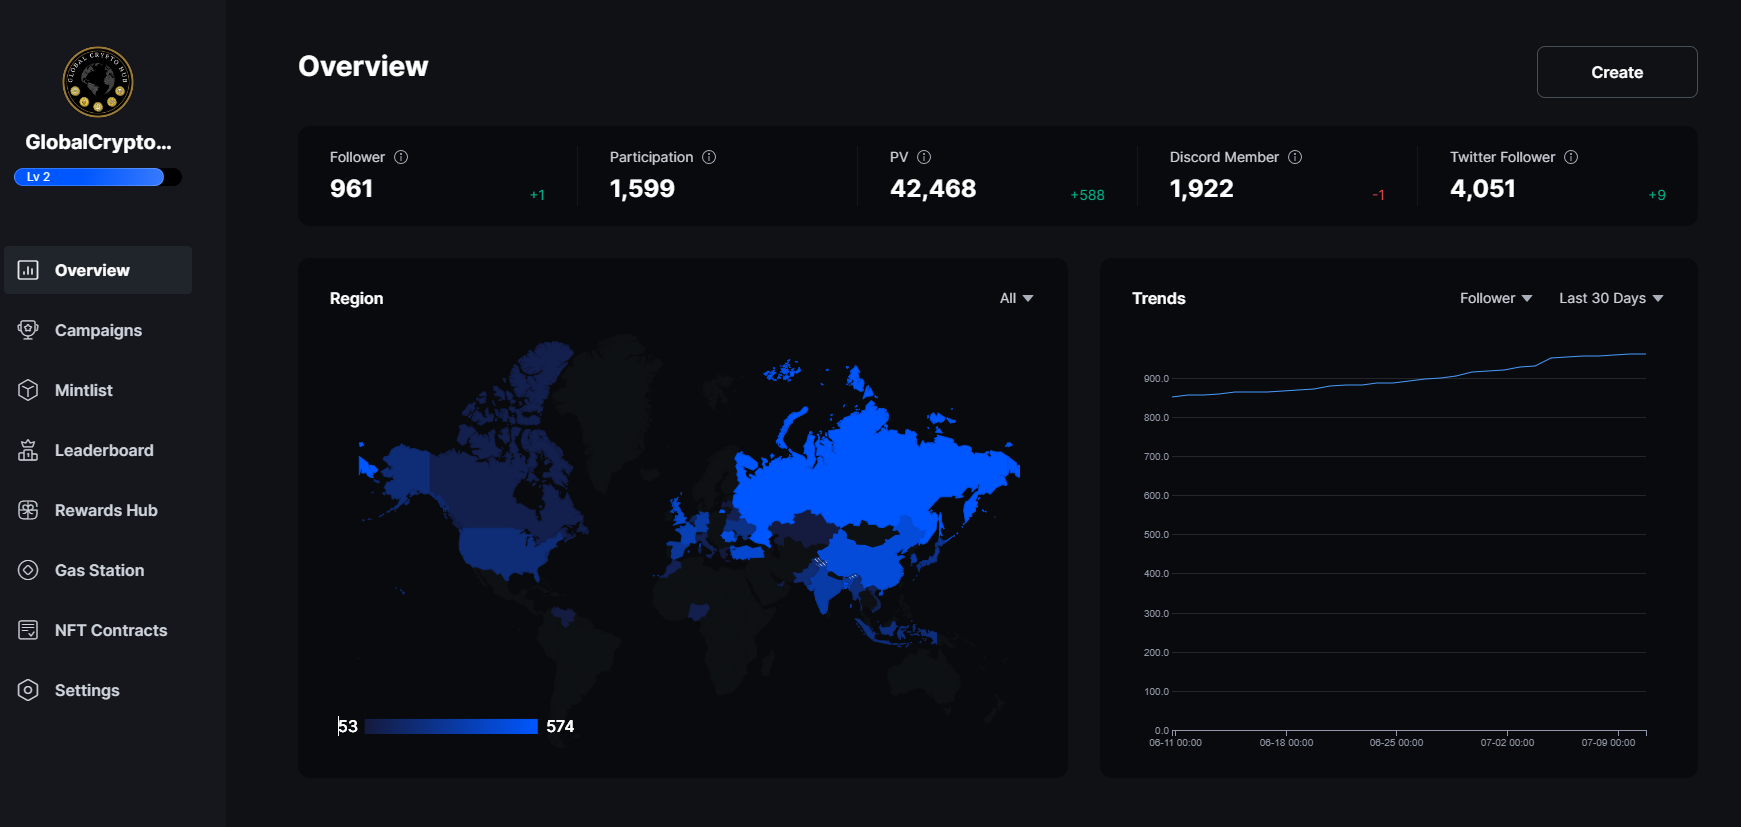 GLOBAL CRYPTO HUB
GlobalCrypto...
Lv 2
Overview
Campaigns
Mintlist
Leaderboard
Rewards Hub
Gas Station
NFT Contracts
Settings
Overview
Create
Follower
961
+1
Participation
1,599
PV
42,468
+588
Discord Member
1,922
-1
Twitter Follower
4,051
+9
Region
All
53
574
Trends
Follower
Last 30 Days
900.0
800.0
700.0
600.0
500.0
400.0
300.0
200.0
100.0
0.0
06-11 00:00 06-18 00:00 06-25 00:00 07-02 00:00 07-09 00:00